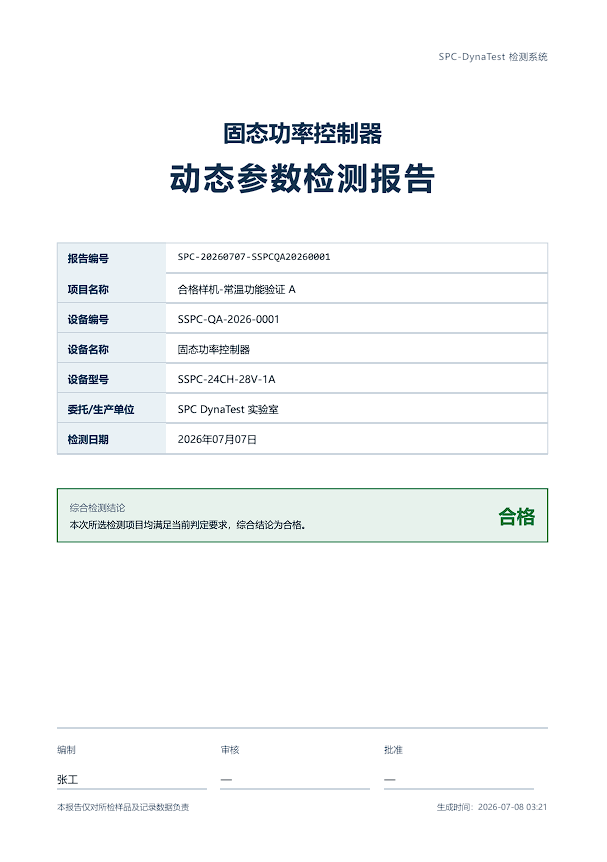 SPC-DynaTest 检测系统
固态功率控制器
动态参数检测报告
报告编号 SPC-20260707-SSPCQA20260001
项目名称 合格样机-常温功能验证 A
设备编号 SSPC-QA-2026-0001
设备名称 固态功率控制器
设备型号 SSPC-24CH-28V-1A
委托/生产单位 SPC DynaTest 实验室
检测日期 2026年07月07日
综合检测结论
本次所选检测项目均满足当前判定要求，综合结论为合格。
合格
编制 审核 批准
张工 — —
本报告仅对所检样品及记录数据负责 生成时间：2026-07-08 03:21